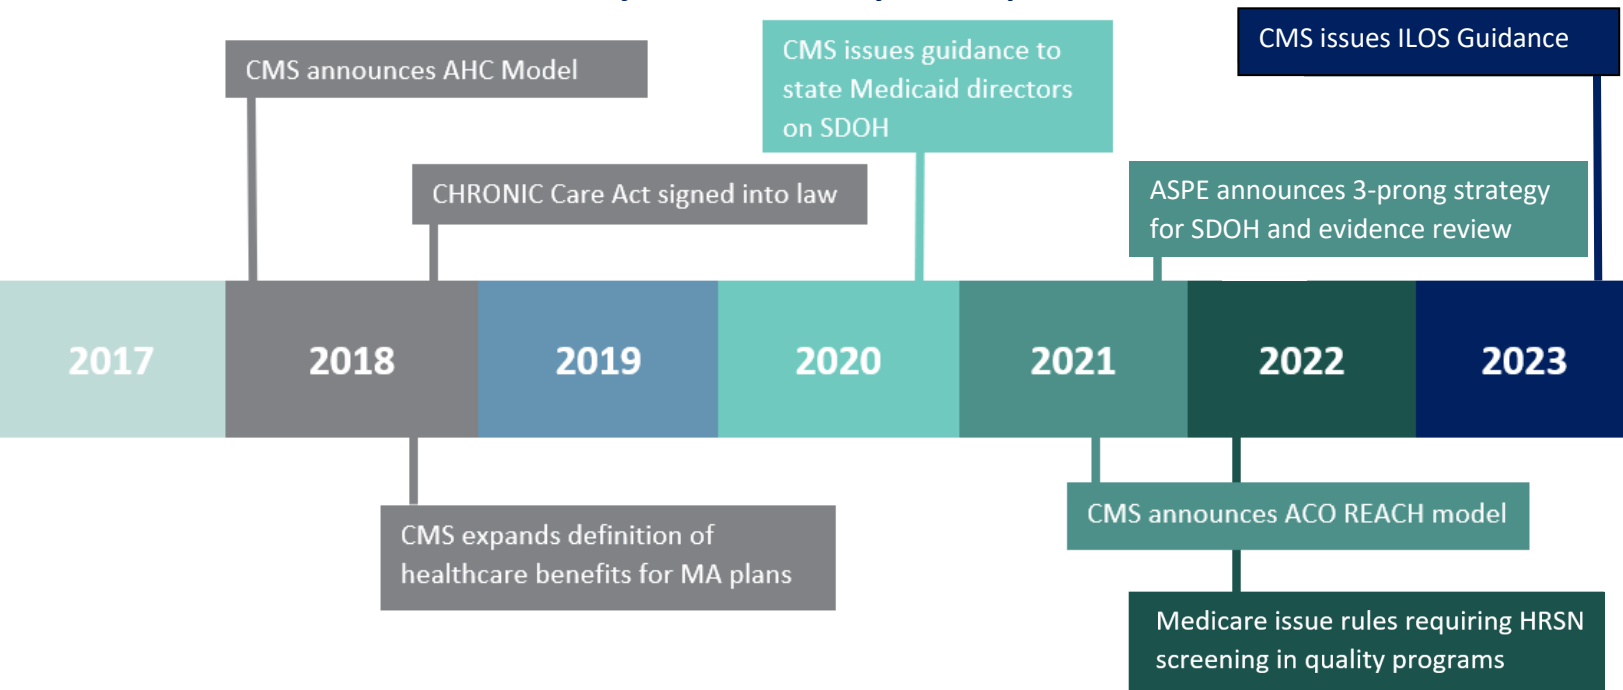 CMS announces AHC Model
CMS issues guidance to
state Medicaid directors
on SDOH
CMS issues ILOS Guidance
CHRONIC Care Act signed into law
ASPE announces 3-prong strategy
for SDOH and evidence review
2017
2018
2019
2020
2021
2022
2023
CMS expands definition of
healthcare benefits for MA plans
CMS announces ACO REACH model
Medicare issue rules requiring HRSN
screening in quality programs